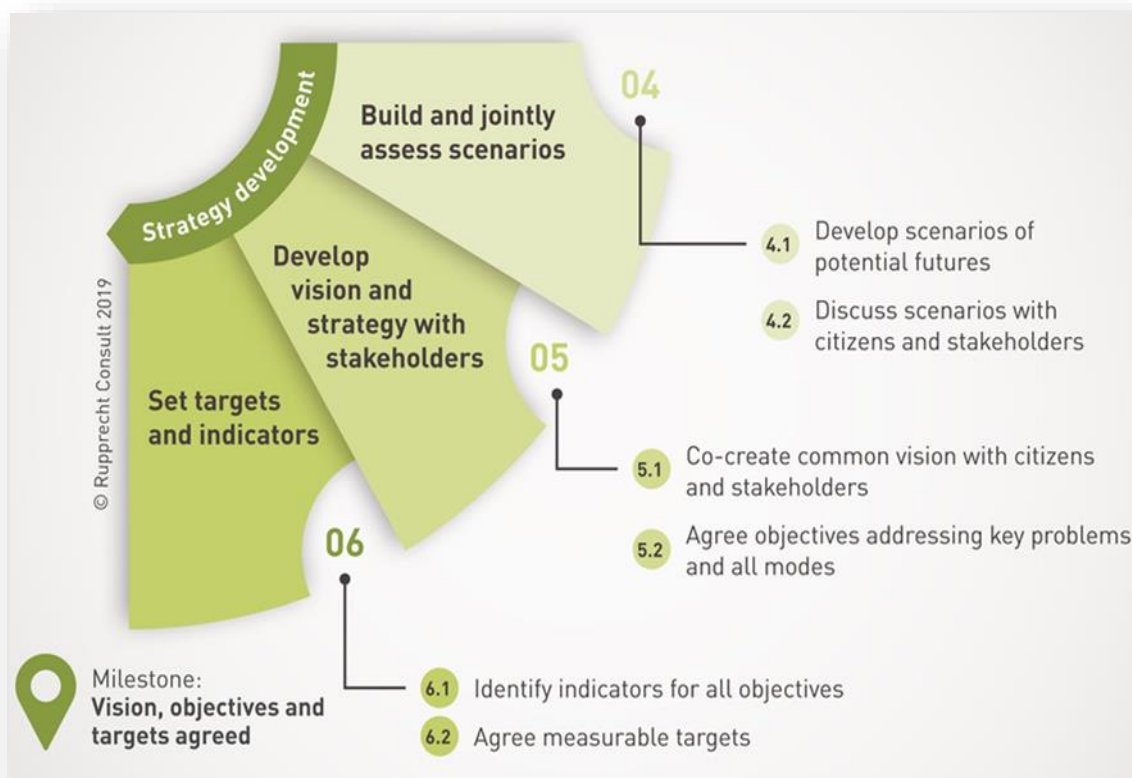 Strategy development
Build and jointly
assess scenarios
04
4.1 Develop scenarios of
potential futures
4.2 Discuss scenarios with
citizens and stakeholders
Develop
vision and
strategy with
stakeholders
05
5.1 Co-create common vision with citizens
and stakeholders
5.2 Agree objectives addressing key problems
and all modes
Set targets
and indicators
06
6.1 Identify indicators for all objectives
6.2 Agree measurable targets
Milestone:
Vision, objectives and
targets agreed
© Rupprecht Consult 2019